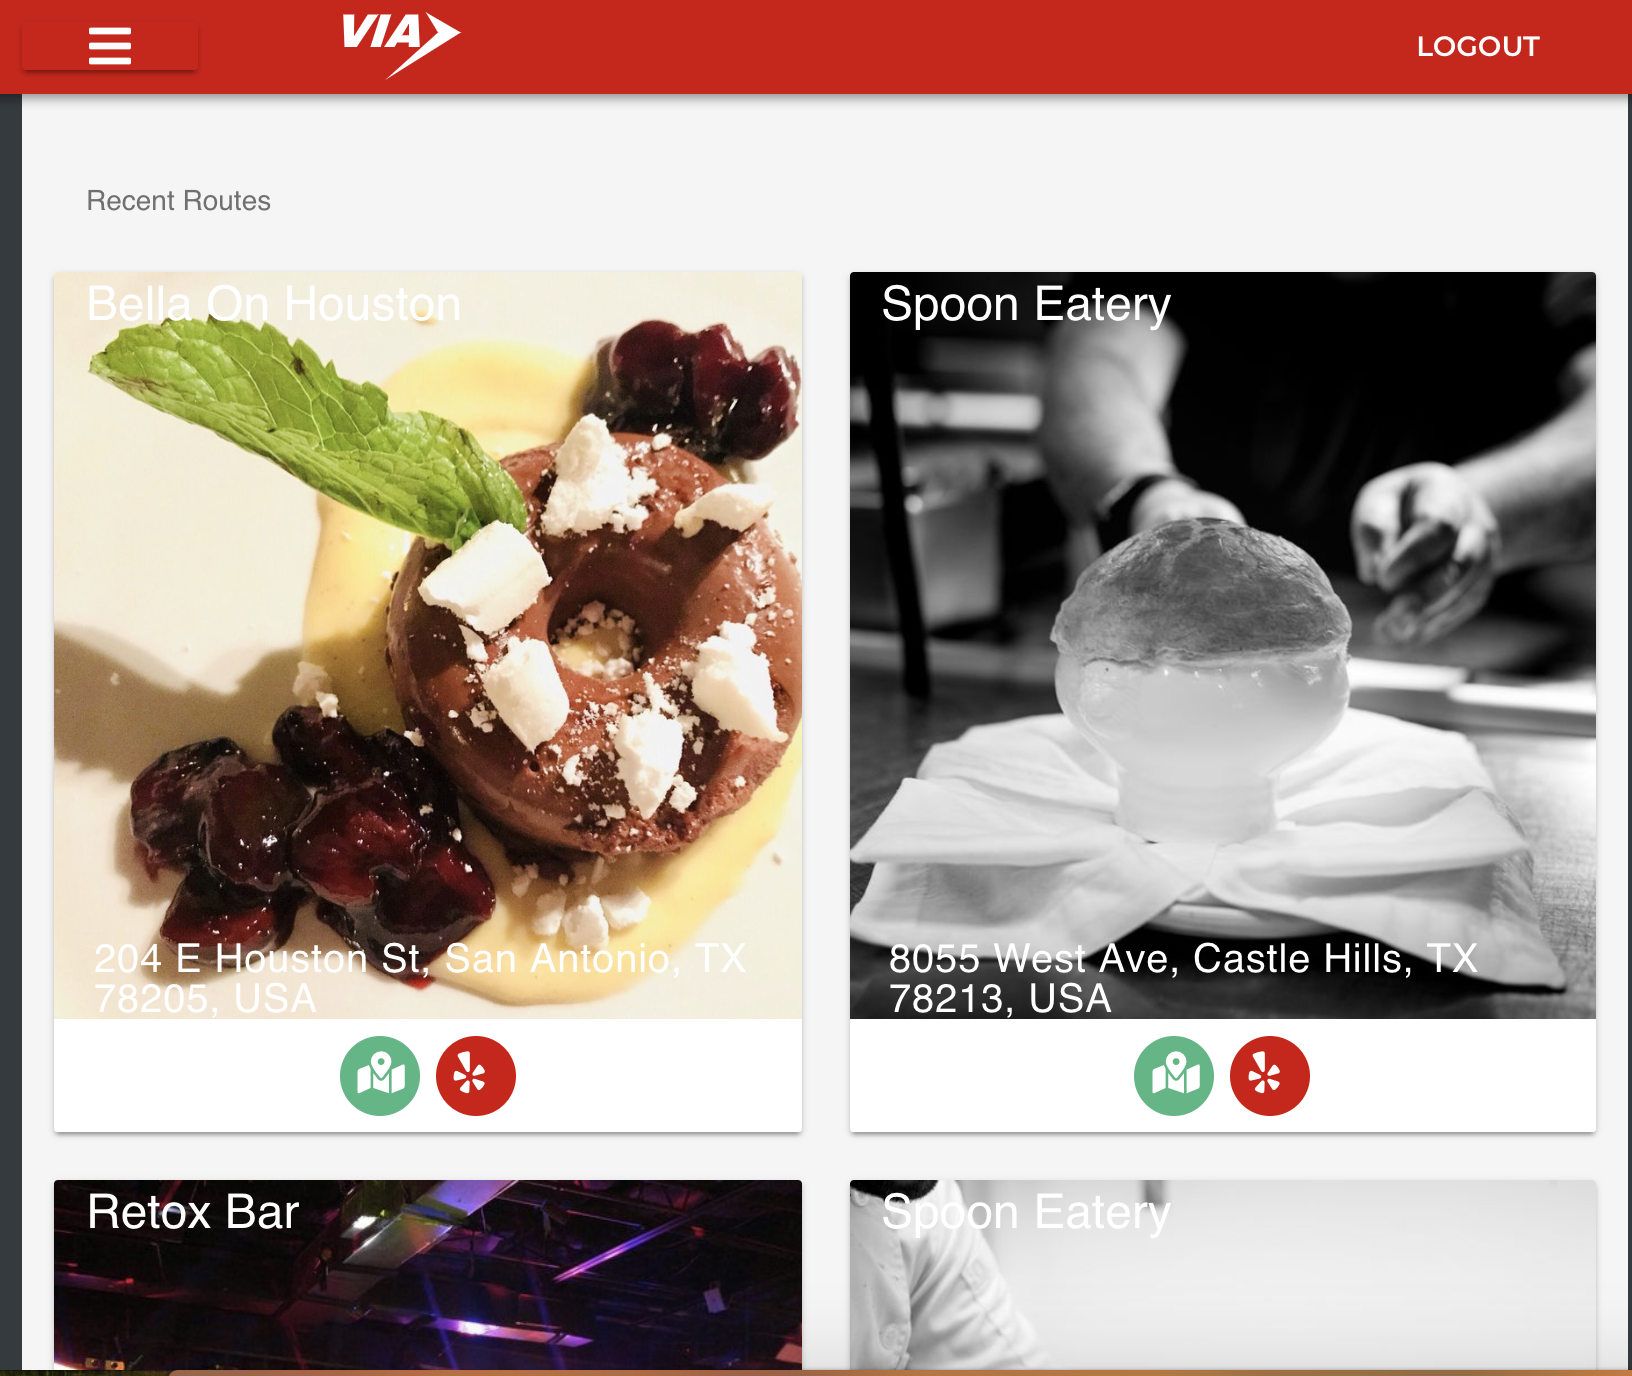 VIA
LOGOUT
Recent Routes
Bella On Houston
204 E Houston St, San Antonio, TX
78205, USA
Spoon Eatery
8055 West Ave, Castle Hills, TX
78213, USA
Retox Bar
Spoon Eatery